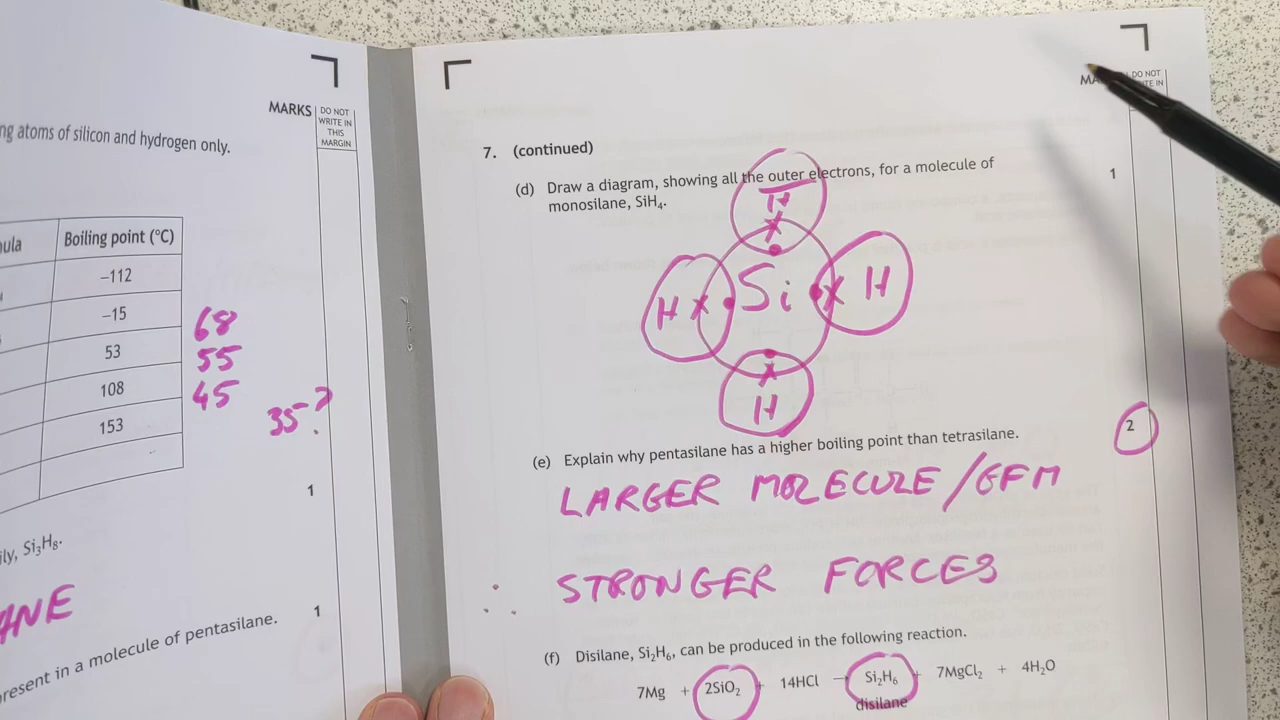 MARKS
DO NOT
WRITE IN
THIS
MARGIN
ng atoms of silicon and hydrogen only.
Boiling point (°C)
–112
–15
53
108
153
68
55
45
35?
1
ily, Si₃H₈.
ANE
1
resent in a molecule of pentasilane.
DO NOT
7. (continued)
(d) Draw a diagram, showing all the outer electrons, for a molecule of
monosilane, SiH₄.
1
H
H Si H
H
(e) Explain why pentasilane has a higher boiling point than tetrasilane.
2
LARGER MOLECULE/GFM
∴ STRONGER FORCES
(f) Disilane, Si₂H₆, can be produced in the following reaction.
7Mg + 2SiO₂ + 14HCl → Si₂H₆ + 7MgCl₂ + 4H₂O
disilane